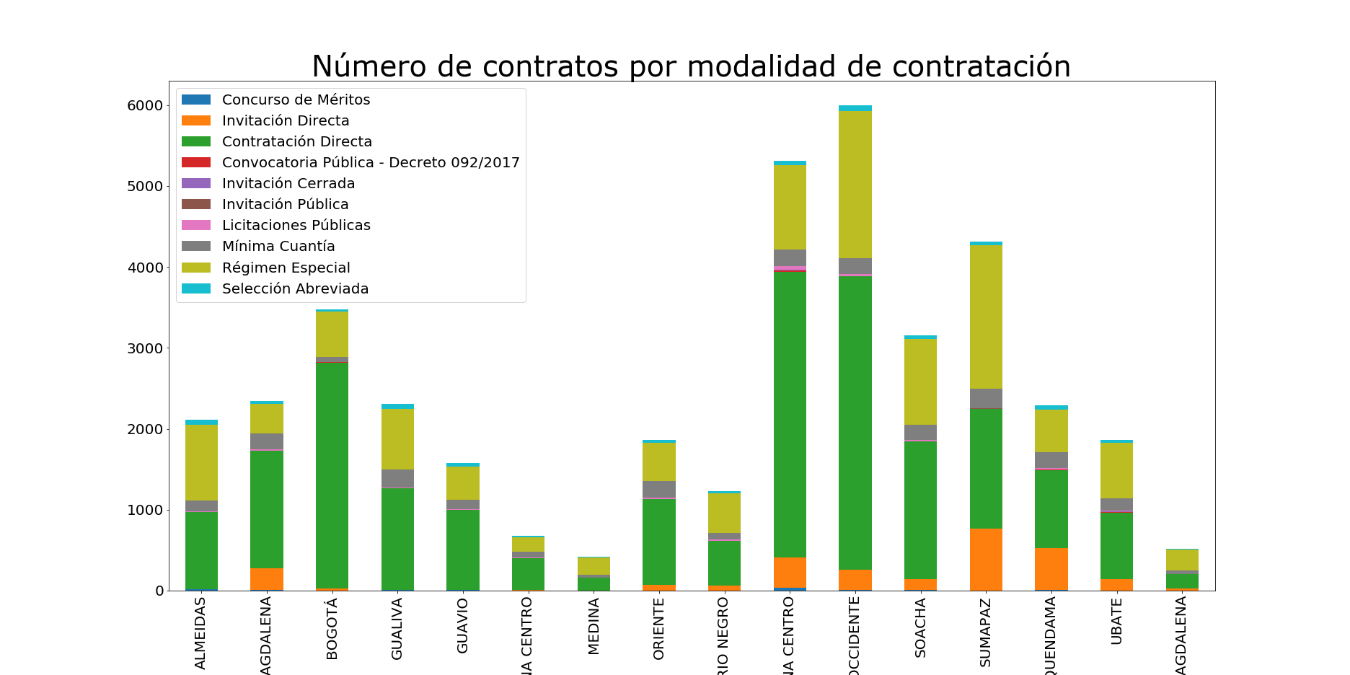 Número de contratos por modalidad de contratación
Concurso de Méritos
Invitación Directa
Contratación Directa
Convocatoria Pública - Decreto 092/2017
Invitación Cerrada
Invitación Pública
Licitaciones Públicas
Mínima Cuantía
Régimen Especial
Selección Abreviada
6000
5000
4000
3000
2000
1000
0
ALMEIDAS
AGDALENA
BOGOTÁ
GUALIVA
GUAVIO
NA CENTRO
MEDINA
ORIENTE
RIO NEGRO
NA CENTRO
OCCIDENTE
SOACHA
SUMAPAZ
QUENDAMA
UBATE
AGDALENA